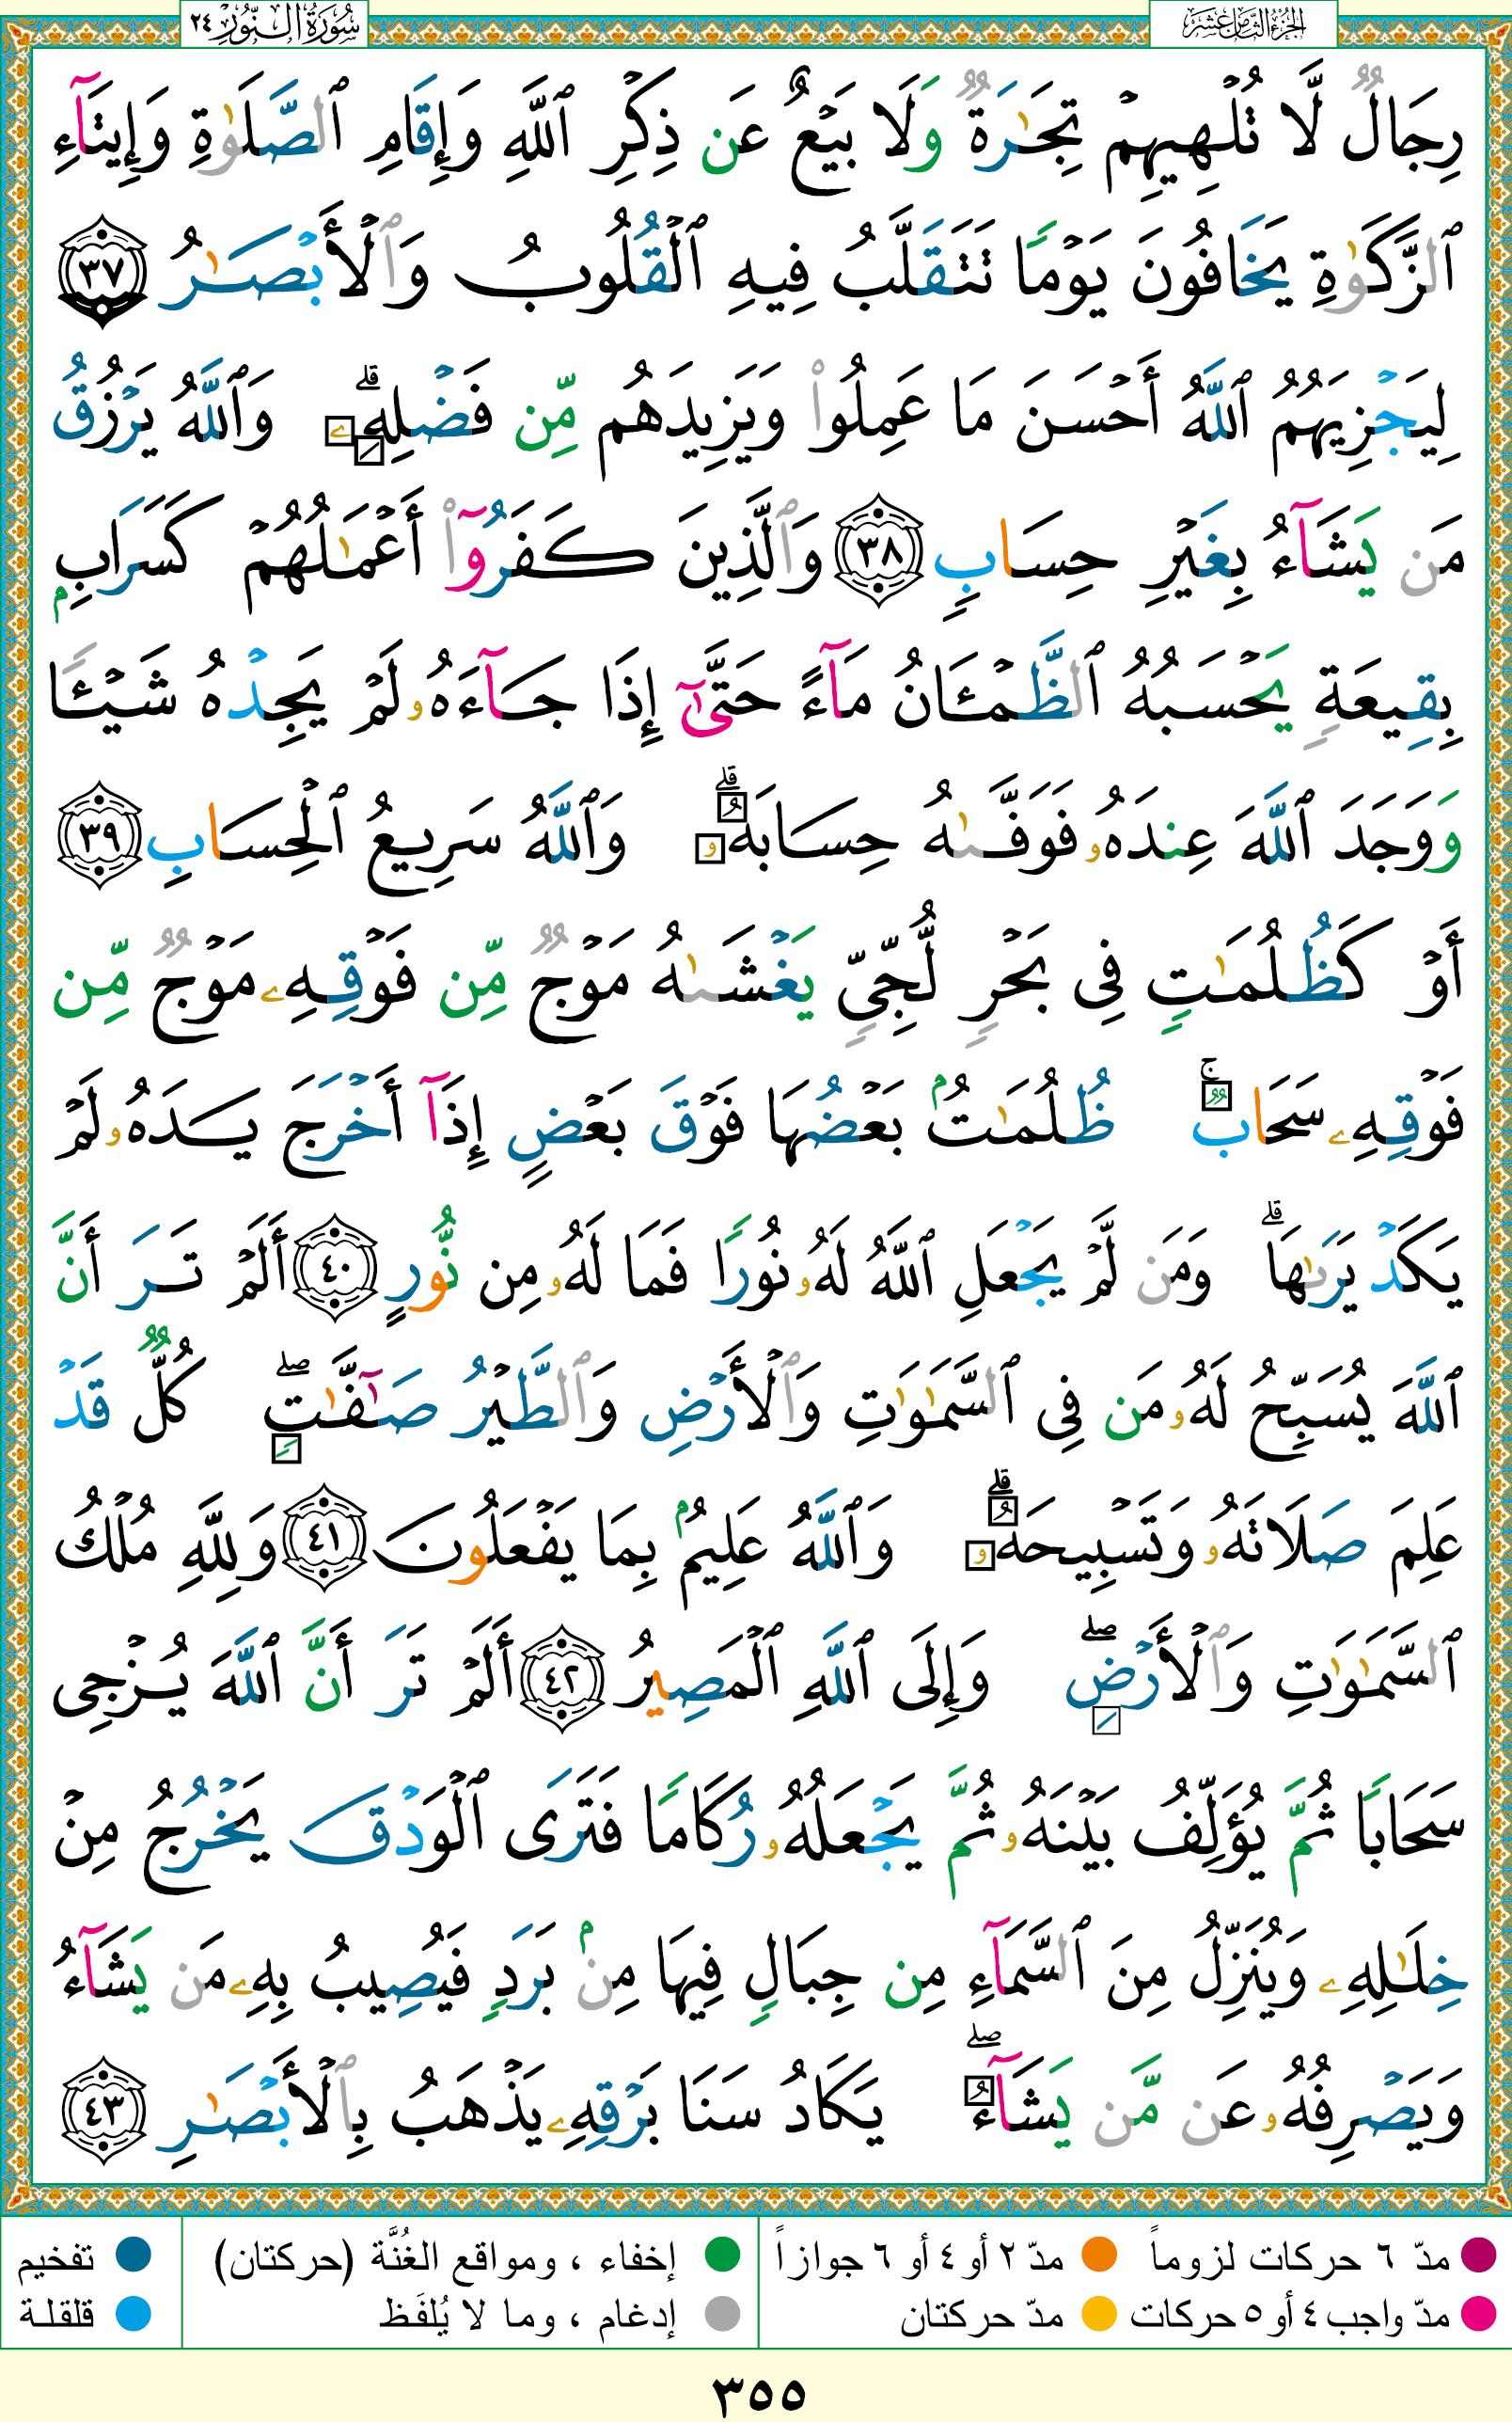 الجزء الثامن عشر
سورة النور ٢٤
رِجَالٌ لَّا تُلْهِيهِمْ تِجَٰرَةٌ وَلَا بَيْعٌ عَن ذِكْرِ ٱللَّهِ وَإِقَامِ ٱلصَّلَوٰةِ وَإِيتَآءِ
ٱلزَّكَوٰةِ يَخَافُونَ يَوْمًا تَتَقَلَّبُ فِيهِ ٱلْقُلُوبُ وَٱلْأَبْصَٰرُ ٣٧
لِيَجْزِيَهُمُ ٱللَّهُ أَحْسَنَ مَا عَمِلُوا۟ وَيَزِيدَهُم مِّن فَضْلِهِۦ ۗ وَٱللَّهُ يَرْزُقُ
مَن يَشَآءُ بِغَيْرِ حِسَابٍ ٣٨ وَٱلَّذِينَ كَفَرُوٓا۟ أَعْمَٰلُهُمْ كَسَرَابٍۭ
بِقِيعَةٍ يَحْسَبُهُ ٱلظَّمْـَٔانُ مَآءً حَتَّىٰٓ إِذَا جَآءَهُۥ لَمْ يَجِدْهُ شَيْـًٔا
وَوَجَدَ ٱللَّهَ عِندَهُۥ فَوَفَّىٰهُ حِسَابَهُۥ ۗ وَٱللَّهُ سَرِيعُ ٱلْحِسَابِ ٣٩
أَوْ كَظُلُمَٰتٍ فِى بَحْرٍ لُّجِّىٍّ يَغْشَىٰهُ مَوْجٌ مِّن فَوْقِهِۦ مَوْجٌ مِّن
فَوْقِهِۦ سَحَابٌ ۚ ظُلُمَٰتٌۢ بَعْضُهَا فَوْقَ بَعْضٍ إِذَآ أَخْرَجَ يَدَهُۥ لَمْ
يَكَدْ يَرَىٰهَا ۗ وَمَن لَّمْ يَجْعَلِ ٱللَّهُ لَهُۥ نُورًا فَمَا لَهُۥ مِن نُّورٍ ٤٠ أَلَمْ تَرَ أَنَّ
ٱللَّهَ يُسَبِّحُ لَهُۥ مَن فِى ٱلسَّمَٰوَٰتِ وَٱلْأَرْضِ وَٱلطَّيْرُ صَٰٓفَّٰتٍ ۖ كُلٌّ قَدْ
عَلِمَ صَلَاتَهُۥ وَتَسْبِيحَهُۥ ۗ وَٱللَّهُ عَلِيمٌۢ بِمَا يَفْعَلُونَ ٤١ وَلِلَّهِ مُلْكُ
ٱلسَّمَٰوَٰتِ وَٱلْأَرْضِ ۖ وَإِلَى ٱللَّهِ ٱلْمَصِيرُ ٤٢ أَلَمْ تَرَ أَنَّ ٱللَّهَ يُزْجِى
سَحَابًا ثُمَّ يُؤَلِّفُ بَيْنَهُۥ ثُمَّ يَجْعَلُهُۥ رُكَامًا فَتَرَى ٱلْوَدْقَ يَخْرُجُ مِنْ
خِلَٰلِهِۦ وَيُنَزِّلُ مِنَ ٱلسَّمَآءِ مِن جِبَالٍ فِيهَا مِنۢ بَرَدٍ فَيُصِيبُ بِهِۦ مَن يَشَآءُ
وَيَصْرِفُهُۥ عَن مَّن يَشَآءُ ۖ يَكَادُ سَنَا بَرْقِهِۦ يَذْهَبُ بِٱلْأَبْصَٰرِ ٤٣
مدّ ٦ حركات لزوماً مدّ ٢ أو ٤ أو ٦ جوازاً إخفاء ، ومواقع الغُنَّة (حركتان) تفخيم
مدّ واجب ٤ أو ٥ حركات مدّ حركتان إدغام ، وما لا يُلفَظ قلقلة
٣٥٥